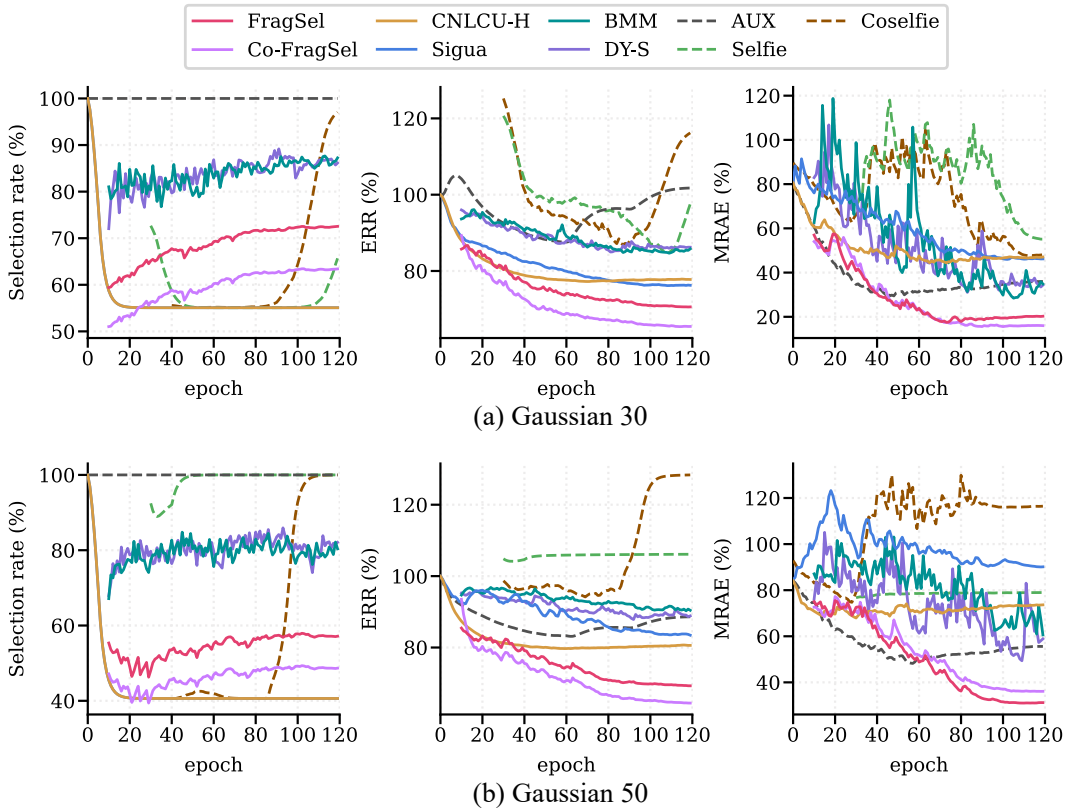 FragSel CNLCU-H BMM AUX Coselfie
Co-FragSel Sigua DY-S Selfie
Selection rate (%)
100
90
80
70
60
50
0 20 40 60 80 100 120
epoch
ERR (%)
120
100
80
0 20 40 60 80 100 120
epoch
MRAE (%)
120
100
80
60
40
20
0 20 40 60 80 100 120
epoch
(a) Gaussian 30
Selection rate (%)
100
80
60
40
0 20 40 60 80 100 120
epoch
ERR (%)
120
100
80
0 20 40 60 80 100 120
epoch
MRAE (%)
120
100
80
60
40
0 20 40 60 80 100 120
epoch
(b) Gaussian 50